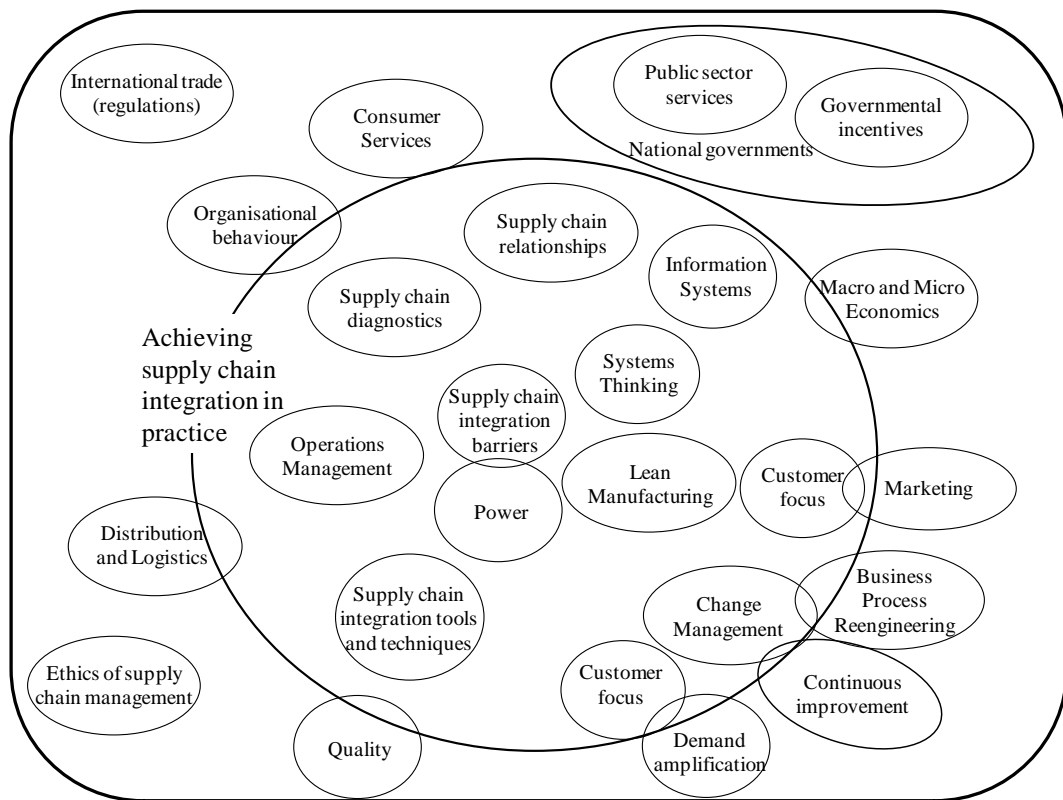 International trade
(regulations)
Consumer
Services
Public sector
services
Governmental
incentives
National governments
Organisational
behaviour
Supply chain
relationships
Information
Systems
Macro and Micro
Economics
Supply chain
diagnostics
Achieving
supply chain
integration in
practice
Systems
Thinking
Supply chain
integration
barriers
Operations
Management
Lean
Manufacturing
Customer
focus
Marketing
Power
Distribution
and Logistics
Supply chain
integration tools
and techniques
Change
Management
Business
Process
Reengineering
Ethics of supply
chain management
Customer
focus
Continuous
improvement
Quality
Demand
amplification